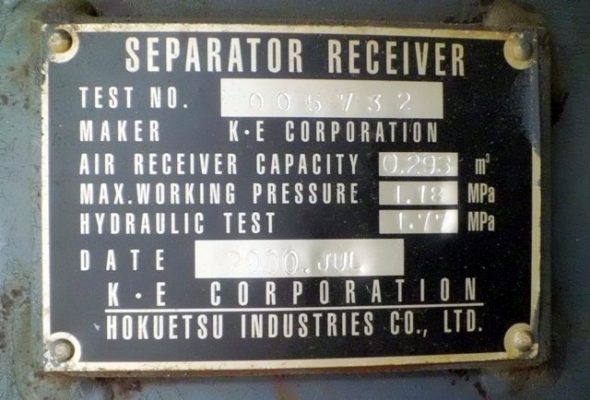 SEPARATOR RECEIVER
TEST NO. 005732
MAKER K·E CORPORATION
AIR RECEIVER CAPACITY 0.293 m³
MAX.WORKING PRESSURE 1.18 MPa
HYDRAULIC TEST 1.77 MPa
DATE 2000.JUL
K·E CORPORATION
HOKUETSU INDUSTRIES CO., LTD.